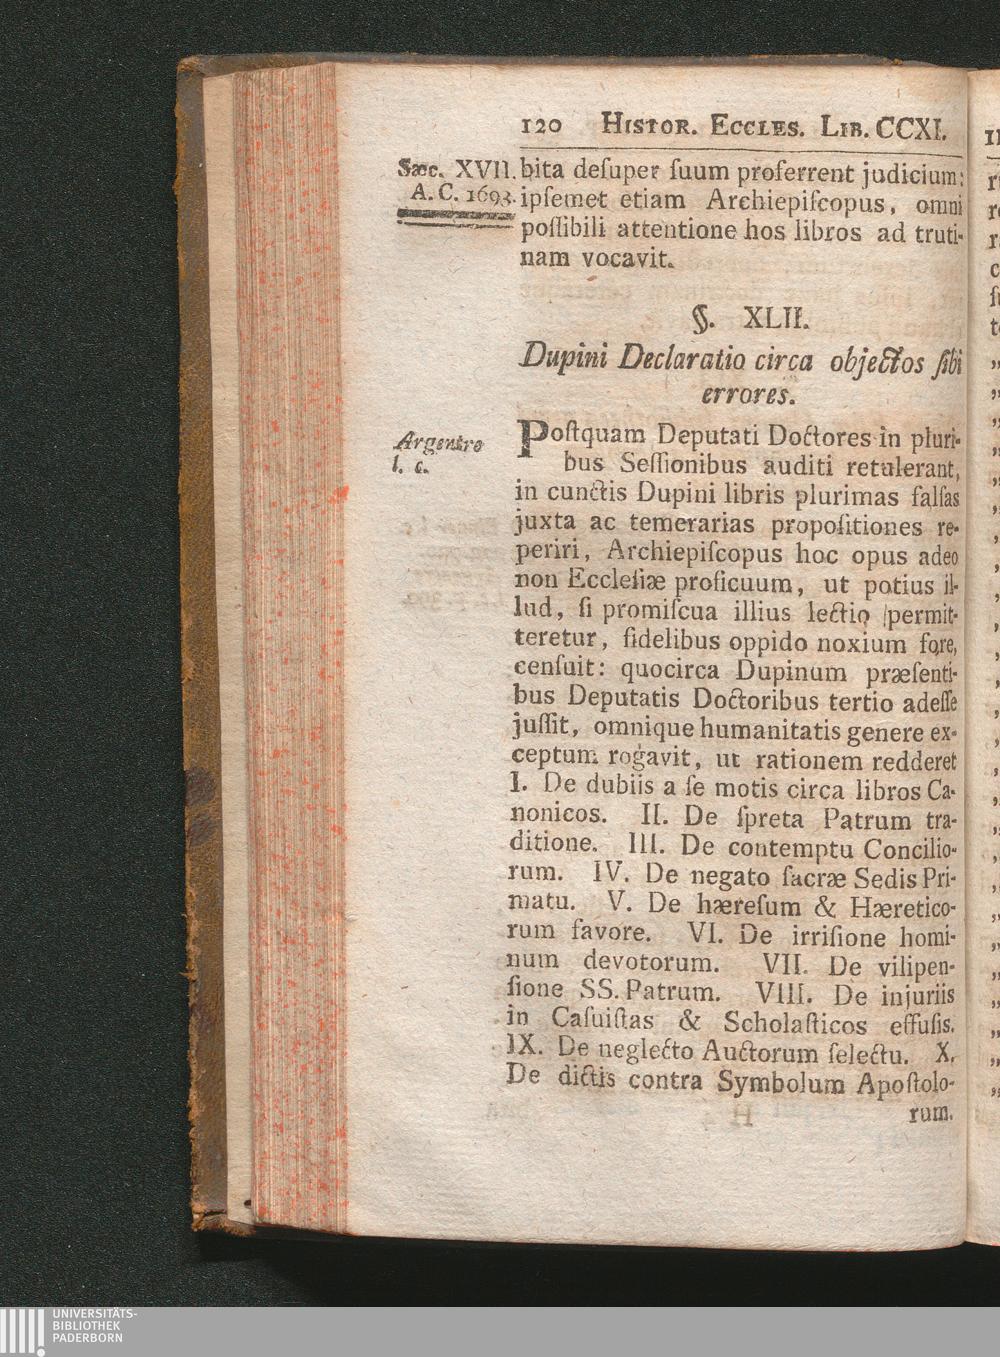 120 HISTOR. ECCLES. LIB. CCXI.
Sæc. XVII.
A. C. 1693.
bita deſuper ſuum proferrent judicium:
ipſemet etiam Archiepiſcopus, omni
poſſibili attentione hos libros ad truti-
nam vocavit.
§. XLII.
Dupini Declaratio circa objectos ſibi
errores.
Argentre
l. c.
Poſtquam Deputati Doctores in pluri-
bus Seſſionibus auditi retulerant,
in cunctis Dupini libris plurimas falſas
juxta ac temerarias propoſitiones re-
periri, Archiepiſcopus hoc opus adeo
non Eccleſiæ proficuum, ut potius il-
lud, ſi promiſcua illius lectio permit-
teretur, fidelibus oppido noxium fore,
cenſuit: quocirca Dupinum præſenti-
bus Deputatis Doctoribus tertio adeſſe
juſſit, omnique humanitatis genere ex-
ceptum rogavit, ut rationem redderet
I. De dubiis a ſe motis circa libros Ca-
nonicos. II. De ſpreta Patrum tra-
ditione. III. De contemptu Concilio-
rum. IV. De negato ſacræ Sedis Pri-
matu. V. De hæreſum & Hæretico-
rum favore. VI. De irriſione homi-
num devotorum. VII. De vilipen-
ſione SS. Patrum. VIII. De injuriis
in Caſuiſtas & Scholaſticos effuſis.
IX. De neglecto Auctorum ſelectu. X.
De dictis contra Symbolum Apoſtolo-
rum.
UNIVERSITÄTS-
BIBLIOTHEK
PADERBORN